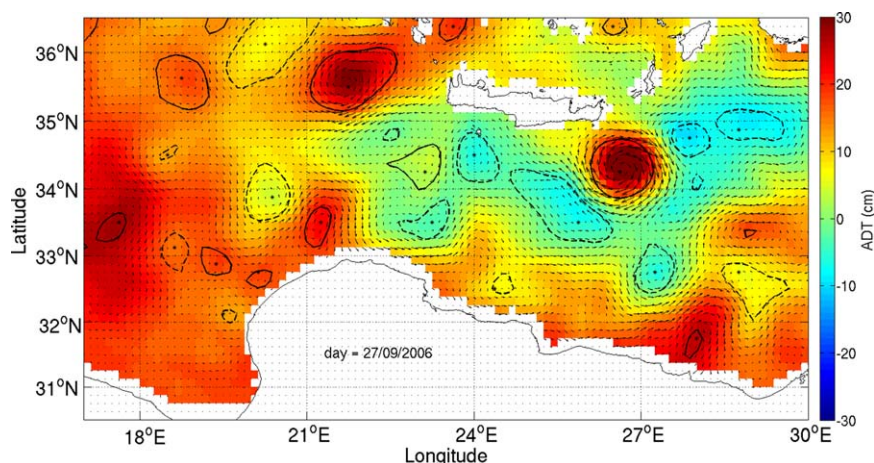 36°N
35°N
34°N
33°N
32°N
31°N
Latitude
day = 27/09/2006
18°E
21°E
24°E
27°E
30°E
Longitude
30
20
10
0
-10
-20
-30
ADT (cm)